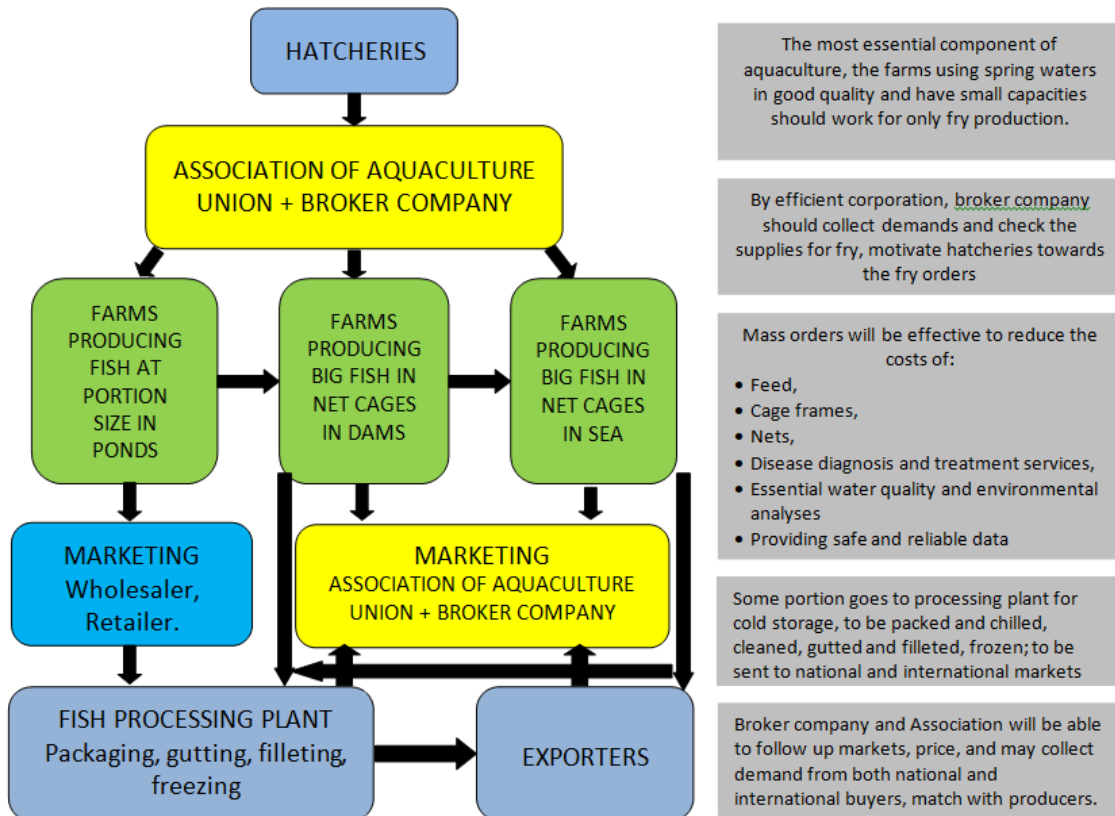 HATCHERIES
ASSOCIATION OF AQUACULTURE
UNION + BROKER COMPANY
FARMS
PRODUCING
FISH AT
PORTION
SIZE IN
PONDS
FARMS
PRODUCING
BIG FISH IN
NET CAGES
IN DAMS
FARMS
PRODUCING
BIG FISH IN
NET CAGES
IN SEA
MARKETING
Wholesaler,
Retailer.
MARKETING
ASSOCIATION OF AQUACULTURE
UNION + BROKER COMPANY
FISH PROCESSING PLANT
Packaging, gutting, filleting,
freezing
EXPORTERS
The most essential component of
aquaculture, the farms using spring waters
in good quality and have small capacities
should work for only fry production.
By efficient corporation, broker company
should collect demands and check the
supplies for fry, motivate hatcheries towards
the fry orders
Mass orders will be effective to reduce the
costs of:
• Feed,
• Cage frames,
• Nets,
• Disease diagnosis and treatment services,
• Essential water quality and environmental
analyses
• Providing safe and reliable data
Some portion goes to processing plant for
cold storage, to be packed and chilled,
cleaned, gutted and filleted, frozen; to be
sent to national and international markets
Broker company and Association will be able
to follow up markets, price, and may collect
demand from both national and
international buyers, match with producers.